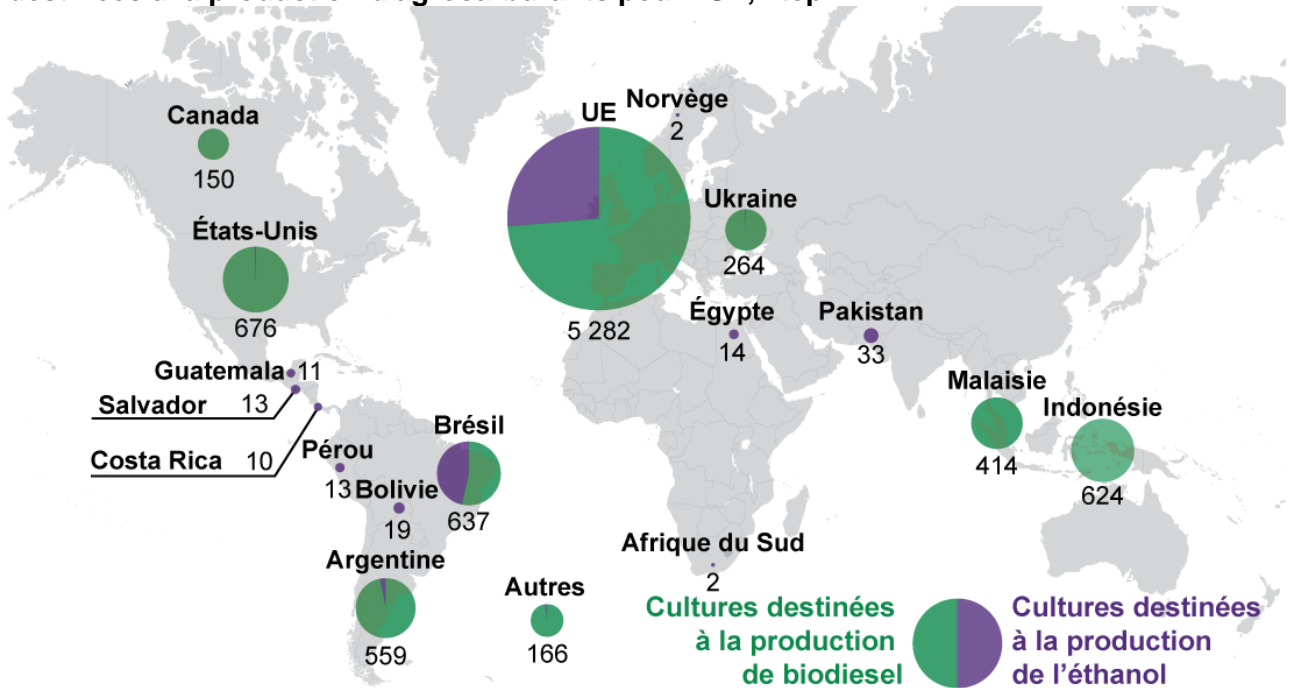 Canada
150
États-Unis
676
Guatemala 11
Salvador 13
Costa Rica 10
Pérou
13
Bolivie
19
Brésil
637
Argentine
559
Autres
166
UE
5 282
Norvège
2
Ukraine
264
Égypte
14
Pakistan
33
Malaisie
414
Indonésie
624
Afrique du Sud
2
Cultures destinées
à la production
de biodiesel
Cultures destinées
à la production
de l'éthanol